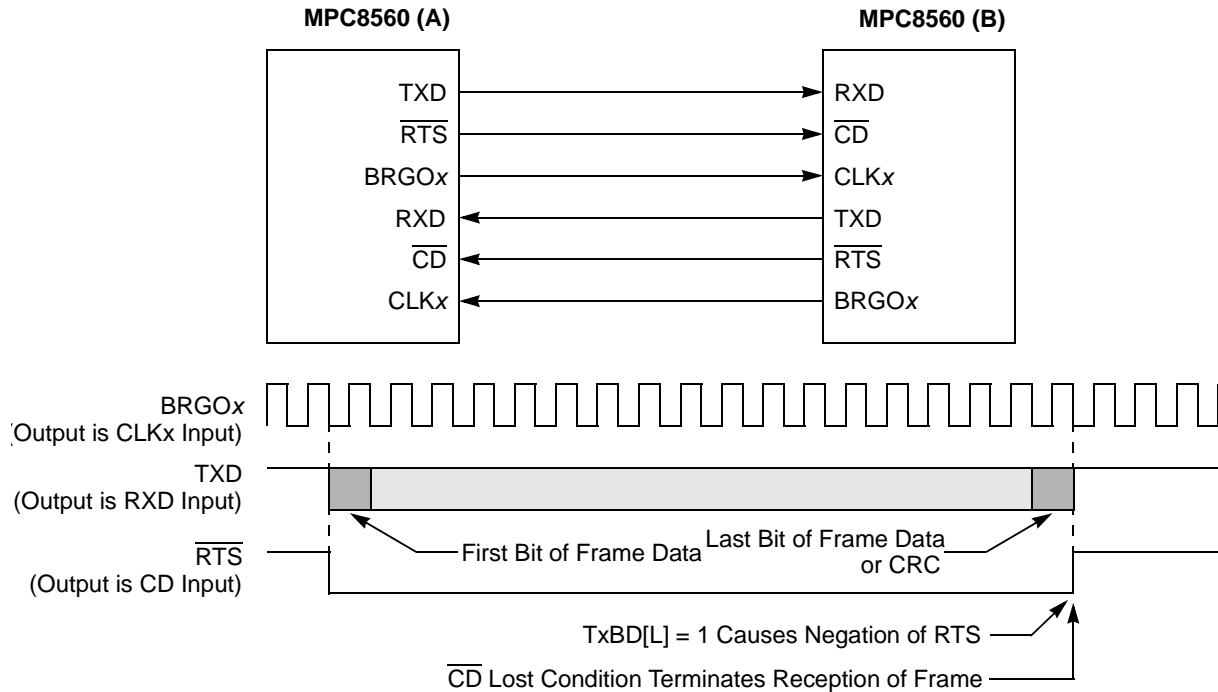 MPC8560 (A)
MPC8560 (B)
TXD
RXD
RTS
CD
BRGOx
CLKx
RXD
TXD
CD
RTS
CLKx
BRGOx
BRGOx
(Output is CLKx Input)
TXD
(Output is RXD Input)
First Bit of Frame Data
Last Bit of Frame Data
or CRC
RTS
(Output is CD Input)
TxBD[L] = 1 Causes Negation of RTS
CD Lost Condition Terminates Reception of Frame